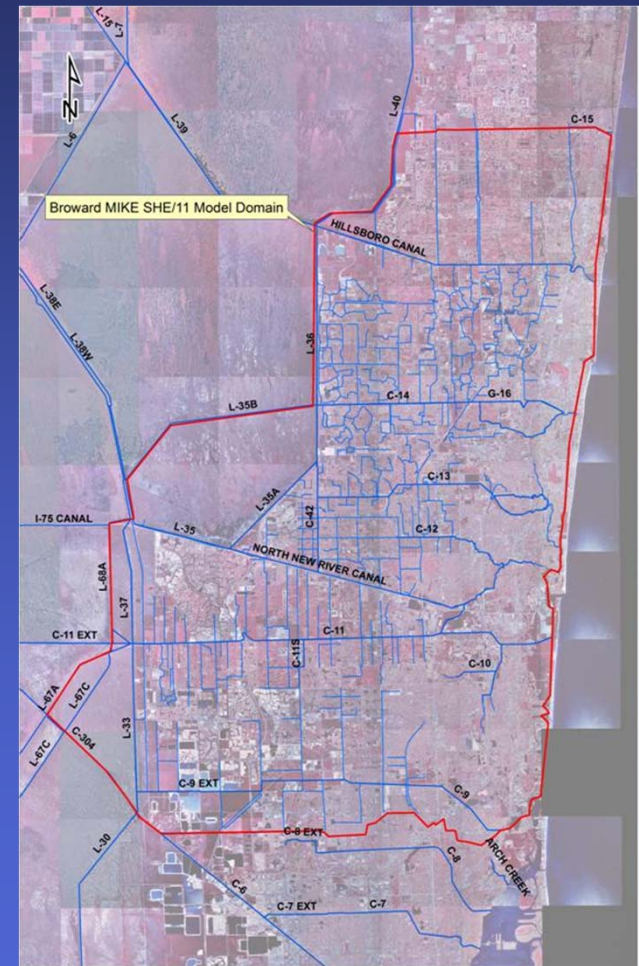 L-15
L-7
N
L-6
L-39
L-40
C-15
Broward MIKE SHE/11 Model Domain
HILLSBORO CANAL
L-38E
L-38W
L-36
L-35B
C-14
G-16
L-35A
C-13
I-75 CANAL
L-35
C-42
C-12
NORTH NEW RIVER CANAL
L-68A
L-37
C-11 EXT
C-11
C-11S
C-10
L-67A
L-67C
L-67C
C-304
L-33
C-9 EXT
C-9
C-8 EXT
C-8
ARCH CREEK
L-30
C-6
C-7 EXT
C-7